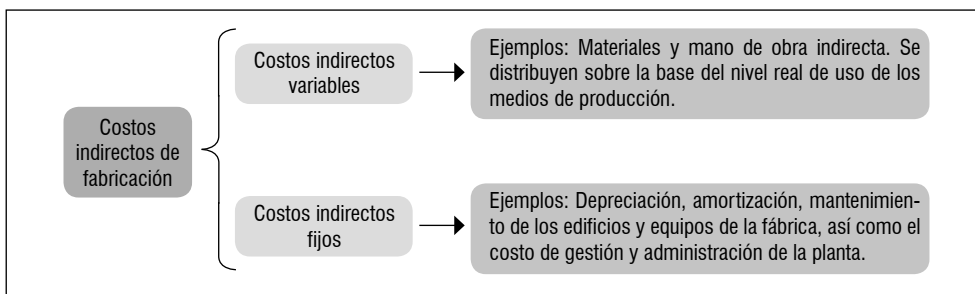 Costos
indirectos de
fabricación
Costos indirectos
variables
Ejemplos: Materiales y mano de obra indirecta. Se
distribuyen sobre la base del nivel real de uso de los
medios de producción.
Costos indirectos
fijos
Ejemplos: Depreciación, amortización, mantenimien-
to de los edificios y equipos de la fábrica, así como el
costo de gestión y administración de la planta.